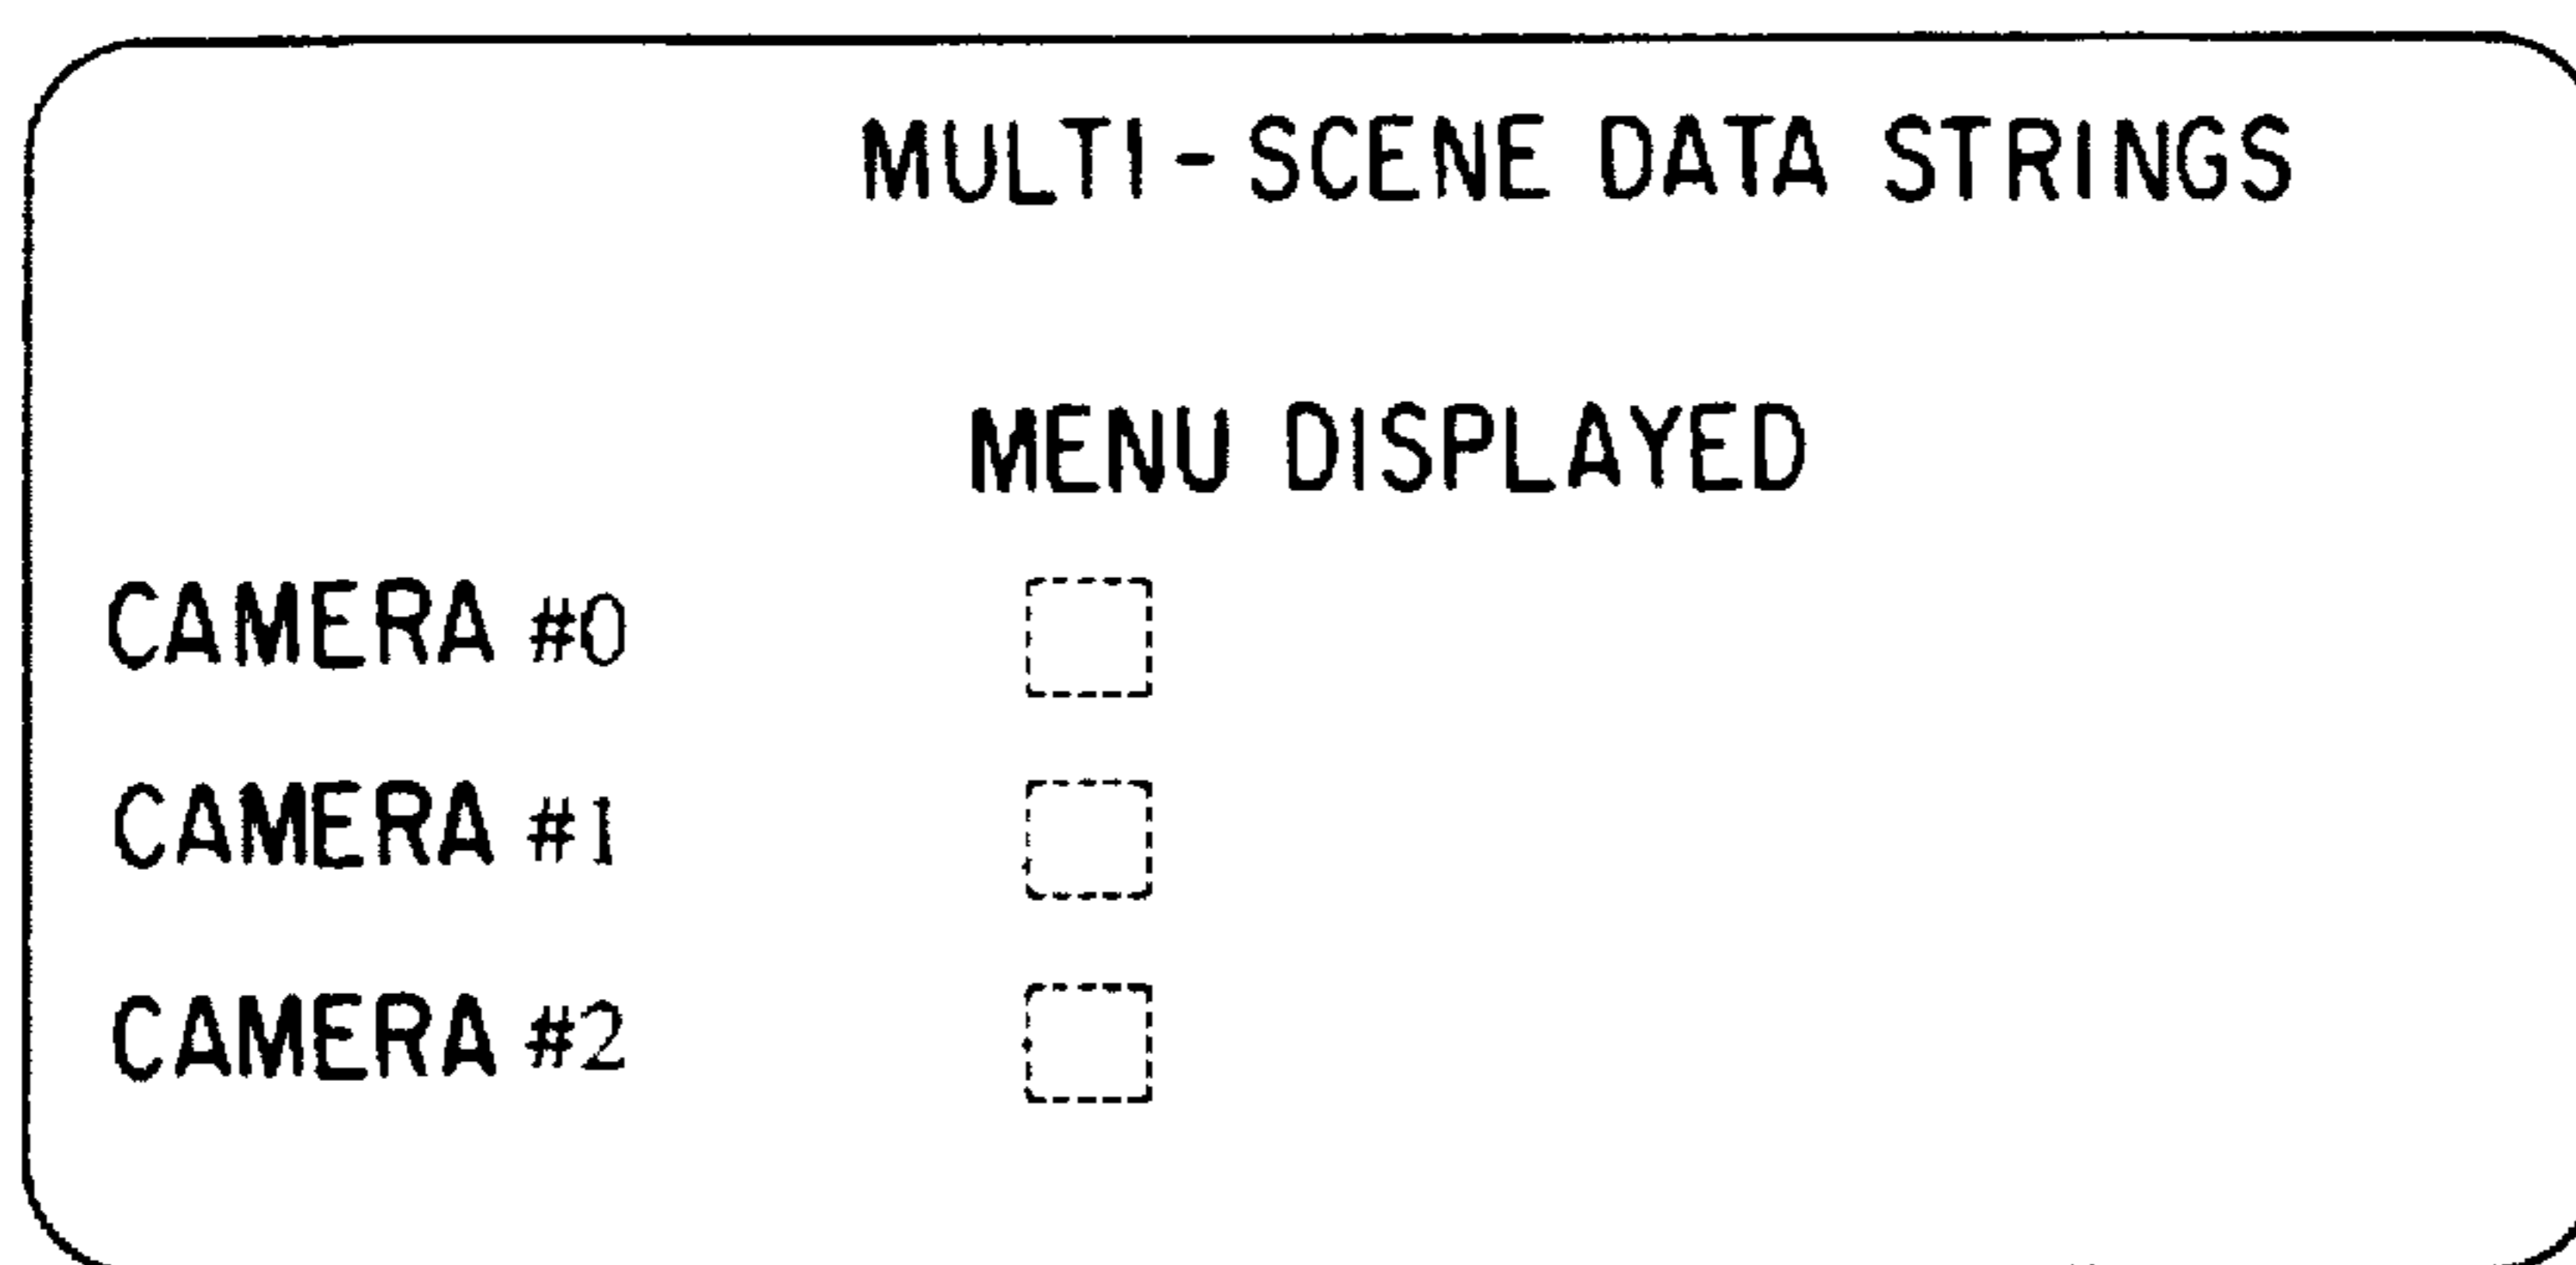 MULTI - SCENE DATA STRINGS
MENU DISPLAYED
CAMERA #0
CAMERA #1
CAMERA #2